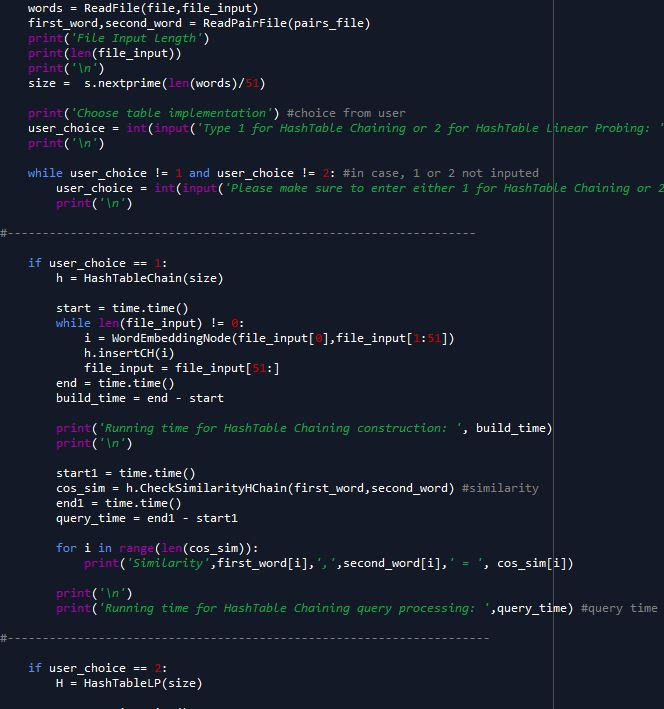 words = ReadFile(file,file_input)
first_word,second_word = ReadPairFile(pairs_file)
print('File Input Length')
print(len(file_input))
print('\n')
size =  s.nextprime(len(words)/51)
print('Choose table implementation') #choice from user
user_choice = int(input('Type 1 for HashTable Chaining or 2 for HashTable Linear Probing: '
print('\n')
while user_choice != 1 and user_choice != 2: #in case, 1 or 2 not inputed
user_choice = int(input('Please make sure to enter either 1 for HashTable Chaining or 2
print('\n')
#-------------------------------------------------------------------
if user_choice == 1:
h = HashTableChain(size)
start = time.time()
while len(file_input) != 0:
i = WordEmbeddingNode(file_input[0],file_input[1:51])
h.insertCH(i)
file_input = file_input[51:]
end = time.time()
build_time = end - start
print('Running time for HashTable Chaining construction: ', build_time)
print('\n')
start1 = time.time()
cos_sim = h.CheckSimilarityHChain(first_word,second_word) #similarity
end1 = time.time()
query_time = end1 - start1
for i in range(len(cos_sim)):
print('Similarity',first_word[i],',',second_word[i],' = ', cos_sim[i])
print('\n')
print('Running time for HashTable Chaining query processing: ',query_time) #query time
#---------------------------------------------------------------------
if user_choice == 2:
H = HashTableLP(size)